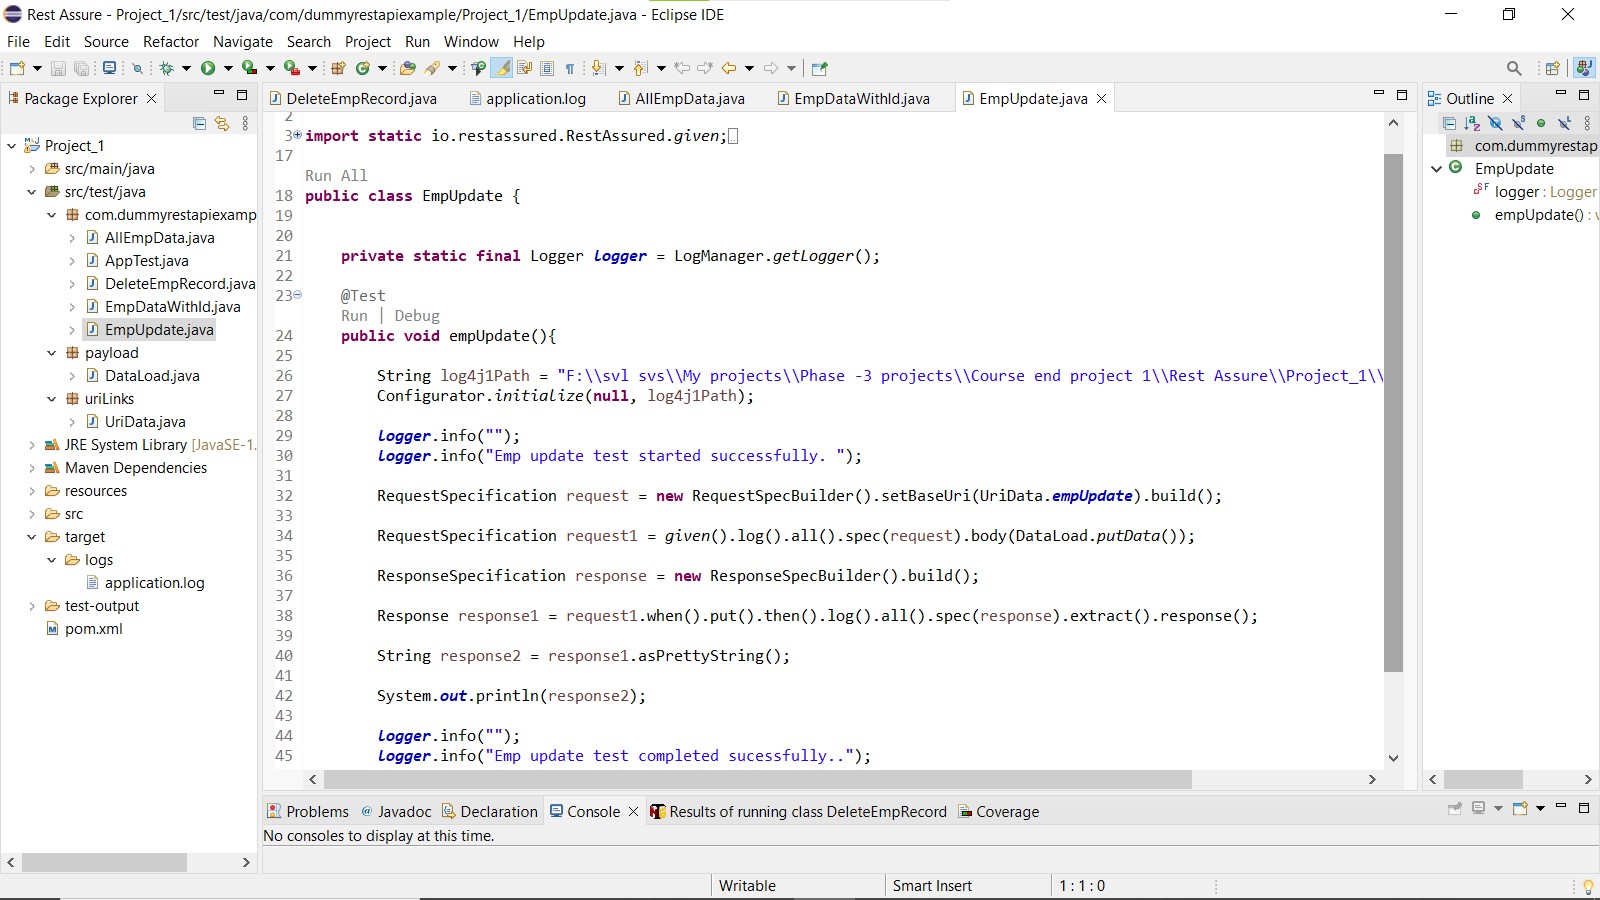 Rest Assure - Project_1/src/test/java/com/dummyrestapiexample/Project_1/EmpUpdate.java - Eclipse IDE
File Edit Source Refactor Navigate Search Project Run Window Help
Package Explorer
Project_1
src/main/java
src/test/java
com.dummyrestapiexamp
AllEmpData.java
AppTest.java
DeleteEmpRecord.java
EmpDataWithId.java
EmpUpdate.java
payload
DataLoad.java
uriLinks
UriData.java
JRE System Library [JavaSE-1.
Maven Dependencies
resources
src
target
logs
application.log
test-output
pom.xml
DeleteEmpRecord.java application.log AllEmpData.java EmpDataWithId.java EmpUpdate.java
2
3 import static io.restassured.RestAssured.given;
17
Run All
18 public class EmpUpdate {
19
20
21 private static final Logger logger = LogManager.getLogger();
22
23 @Test
Run | Debug
24 public void empUpdate(){
25
26 String log4j1Path = "F:\\svl svs\\My projects\\Phase -3 projects\\Course end project 1\\Rest Assure\\Project_1\\
27 Configurator.initialize(null, log4j1Path);
28
29 logger.info("");
30 logger.info("Emp update test started successfully. ");
31
32 RequestSpecification request = new RequestSpecBuilder().setBaseUri(UriData.empUpdate).build();
33
34 RequestSpecification request1 = given().log().all().spec(request).body(DataLoad.putData());
35
36 ResponseSpecification response = new ResponseSpecBuilder().build();
37
38 Response response1 = request1.when().put().then().log().all().spec(response).extract().response();
39
40 String response2 = response1.asPrettyString();
41
42 System.out.println(response2);
43
44 logger.info("");
45 logger.info("Emp update test completed sucessfully..");
Outline
com.dummyrestap
EmpUpdate
logger : Logger
empUpdate() : v
Problems Javadoc Declaration Console Results of running class DeleteEmpRecord Coverage
No consoles to display at this time.
Writable Smart Insert 1 : 1 : 0